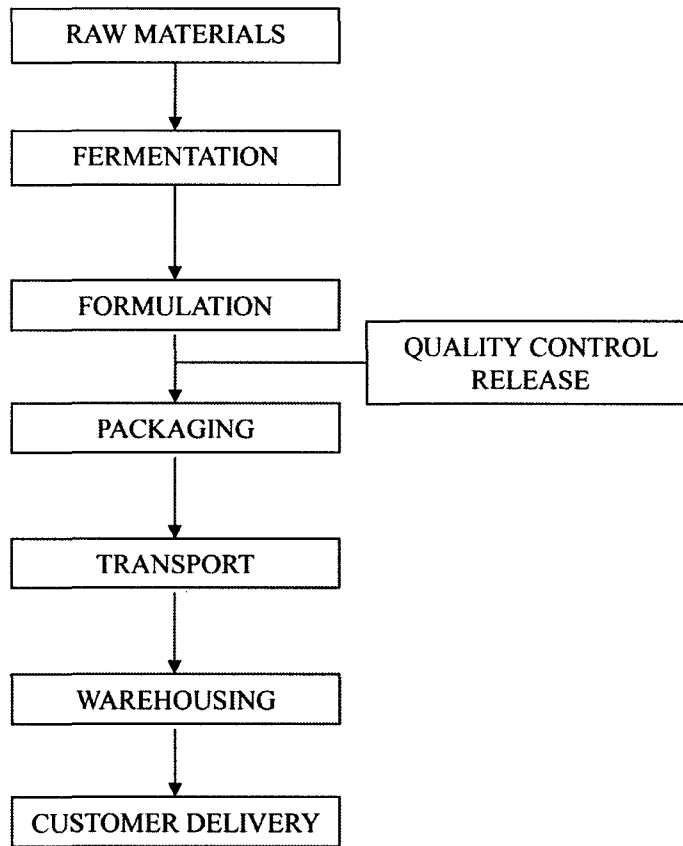 RAW MATERIALS
FERMENTATION
FORMULATION
QUALITY CONTROL
RELEASE
PACKAGING
TRANSPORT
WAREHOUSING
CUSTOMER DELIVERY